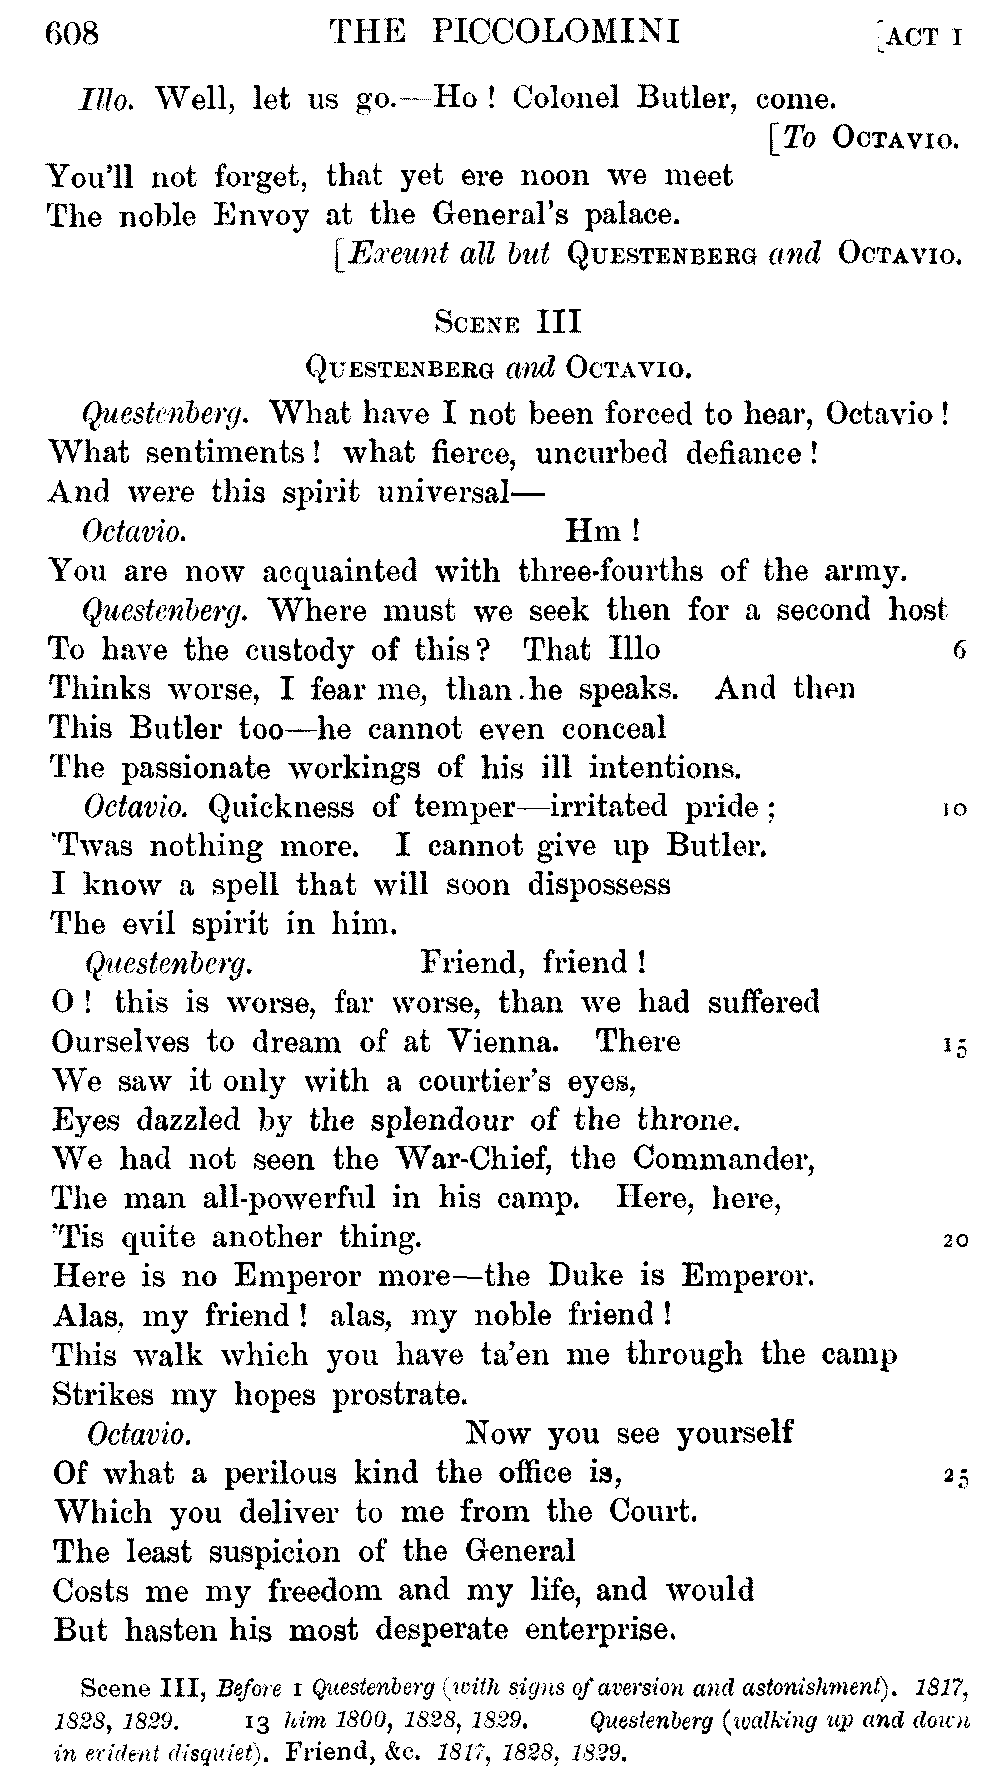 608 THE PICCOLOMINI [ACT I
Illo. Well, let us go.—Ho! Colonel Butler, come.
[To OCTAVIO.
You'll not forget, that yet ere noon we meet
The noble Envoy at the General's palace.
[Exeunt all but QUESTENBERG and OCTAVIO.
SCENE III
QUESTENBERG and OCTAVIO.
Questenberg. What have I not been forced to hear, Octavio!
What sentiments! what fierce, uncurbed defiance!
And were this spirit universal—
Octavio. Hm!
You are now acquainted with three-fourths of the army.
Questenberg. Where must we seek then for a second host
To have the custody of this? That Illo 6
Thinks worse, I fear me, than he speaks. And then
This Butler too—he cannot even conceal
The passionate workings of his ill intentions.
Octavio. Quickness of temper—irritated pride; 10
'Twas nothing more. I cannot give up Butler.
I know a spell that will soon dispossess
The evil spirit in him.
Questenberg. Friend, friend!
O! this is worse, far worse, than we had suffered
Ourselves to dream of at Vienna. There 15
We saw it only with a courtier's eyes,
Eyes dazzled by the splendour of the throne.
We had not seen the War-Chief, the Commander,
The man all-powerful in his camp. Here, here,
'Tis quite another thing. 20
Here is no Emperor more—the Duke is Emperor.
Alas, my friend! alas, my noble friend!
This walk which you have ta'en me through the camp
Strikes my hopes prostrate.
Octavio. Now you see yourself
Of what a perilous kind the office is, 25
Which you deliver to me from the Court.
The least suspicion of the General
Costs me my freedom and my life, and would
But hasten his most desperate enterprise.
Scene III, Before 1 Questenberg (with signs of aversion and astonishment). 1817,
1828, 1829. 13 him 1800, 1828, 1829. Questenberg (walking up and down
in evident disquiet). Friend, &c. 1817, 1828, 1829.